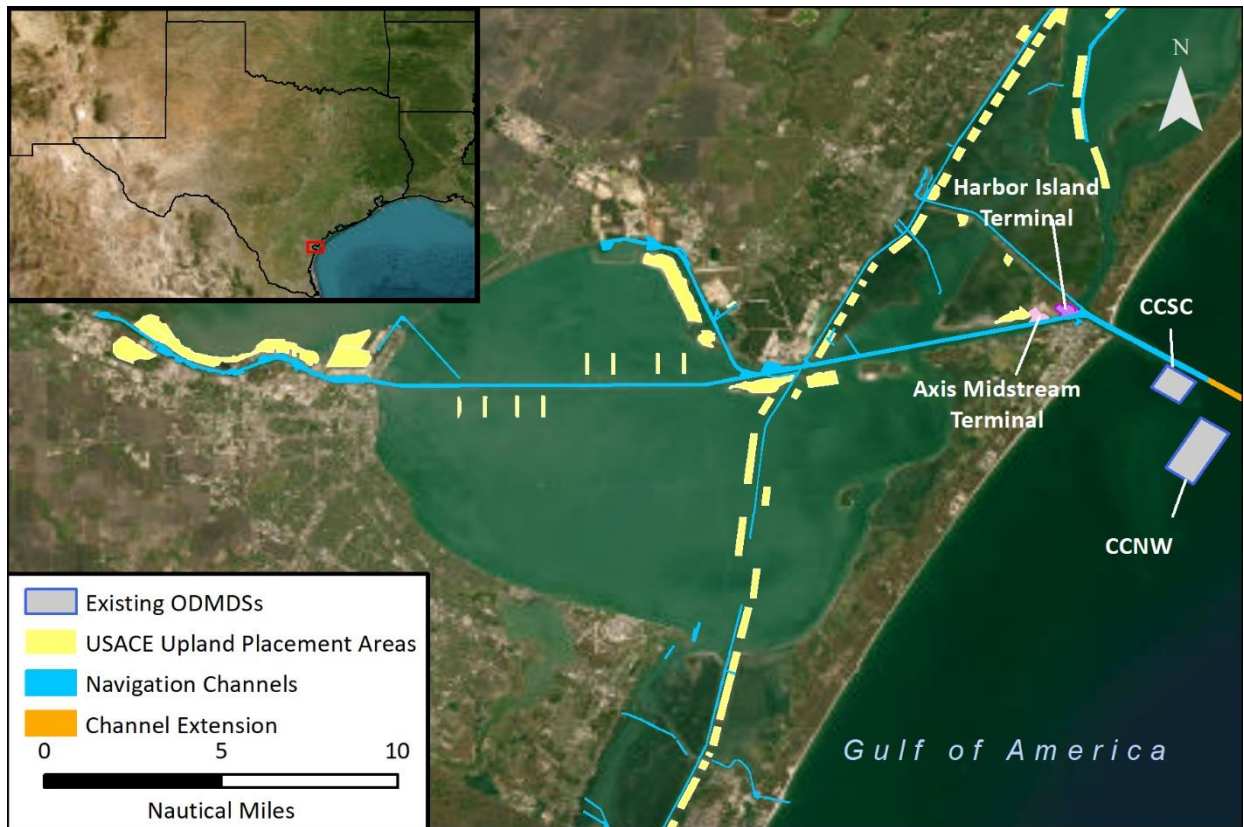 N
Harbor Island
Terminal
CCSC
Axis Midstream
Terminal
CCNW
Existing ODMDSs
USACE Upland Placement Areas
Navigation Channels
Channel Extension
0 5 10
Nautical Miles
Gulf of America